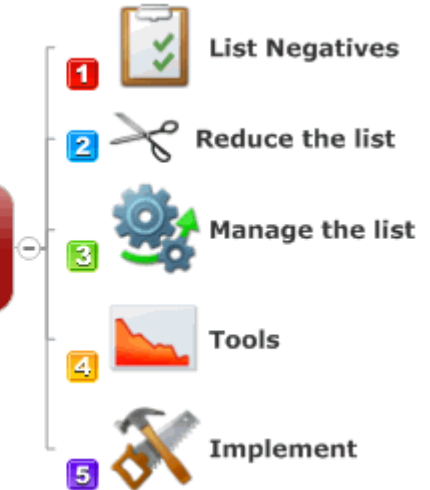 1 List Negatives
2 Reduce the list
3 Manage the list
4 Tools
5 Implement